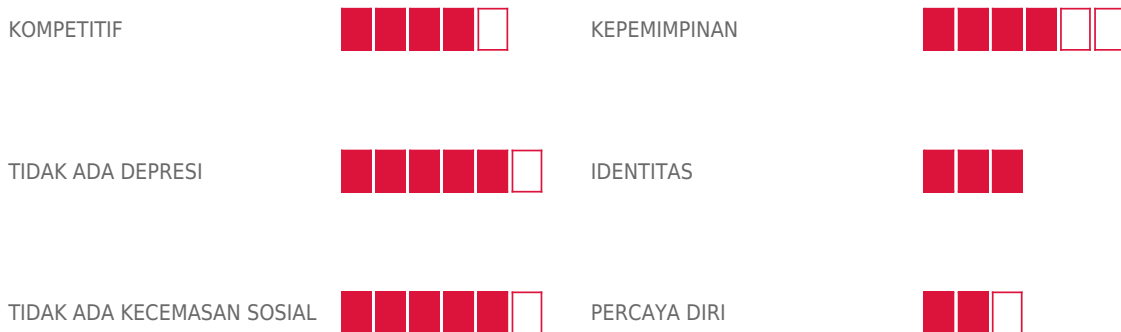 KOMPETITIF
KEPEMIMPINAN
TIDAK ADA DEPRESI
IDENTITAS
TIDAK ADA KECEMASAN SOSIAL
PERCAYA DIRI